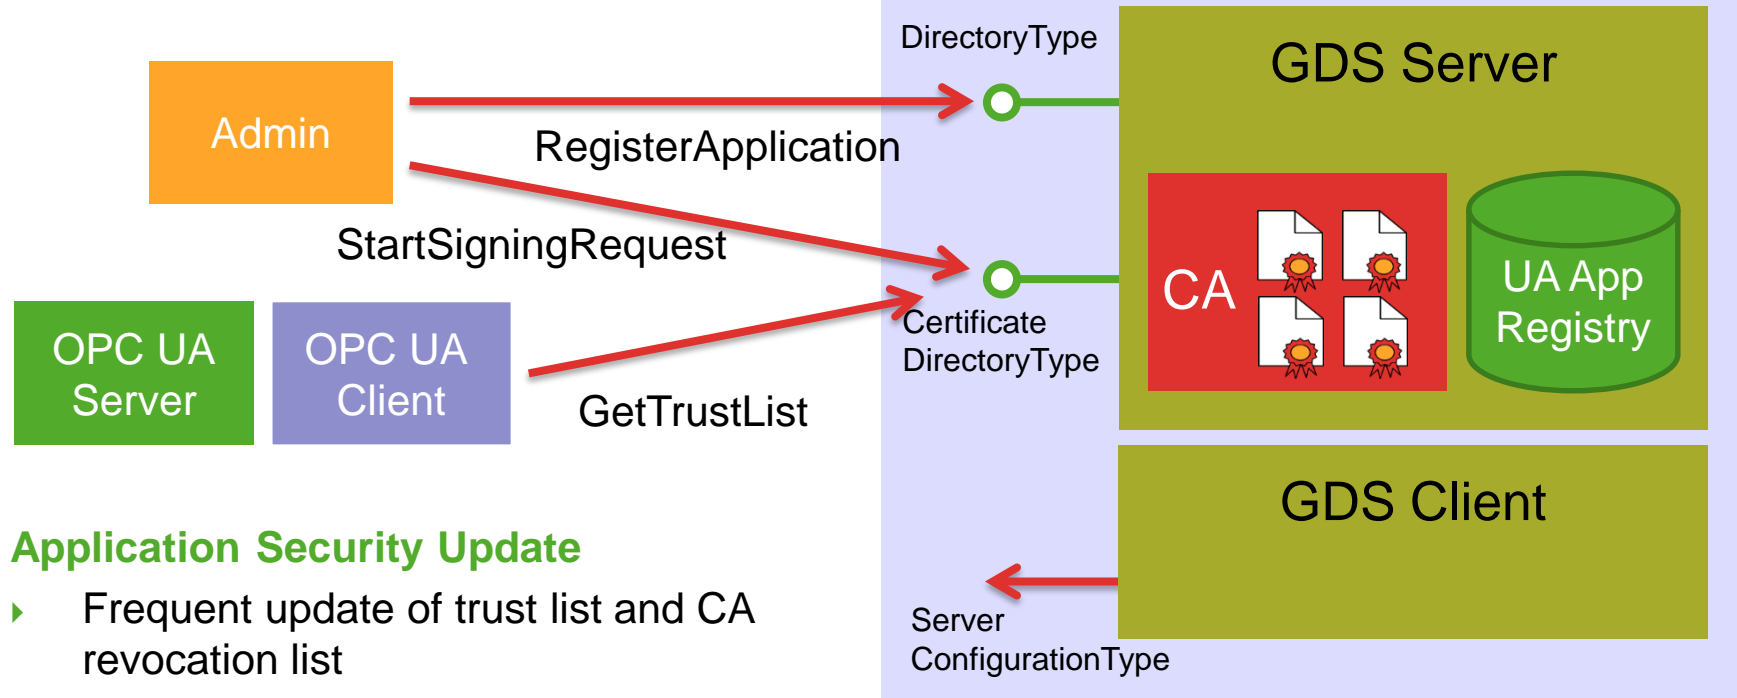 DirectoryType
GDS Server
Admin
RegisterApplication
StartSigningRequest
CA
UA App
Registry
OPC UA
Server
OPC UA
Client
Certificate
DirectoryType
GetTrustList
GDS Client
Application Security Update
Frequent update of trust list and CA
revocation list
Server
ConfigurationType